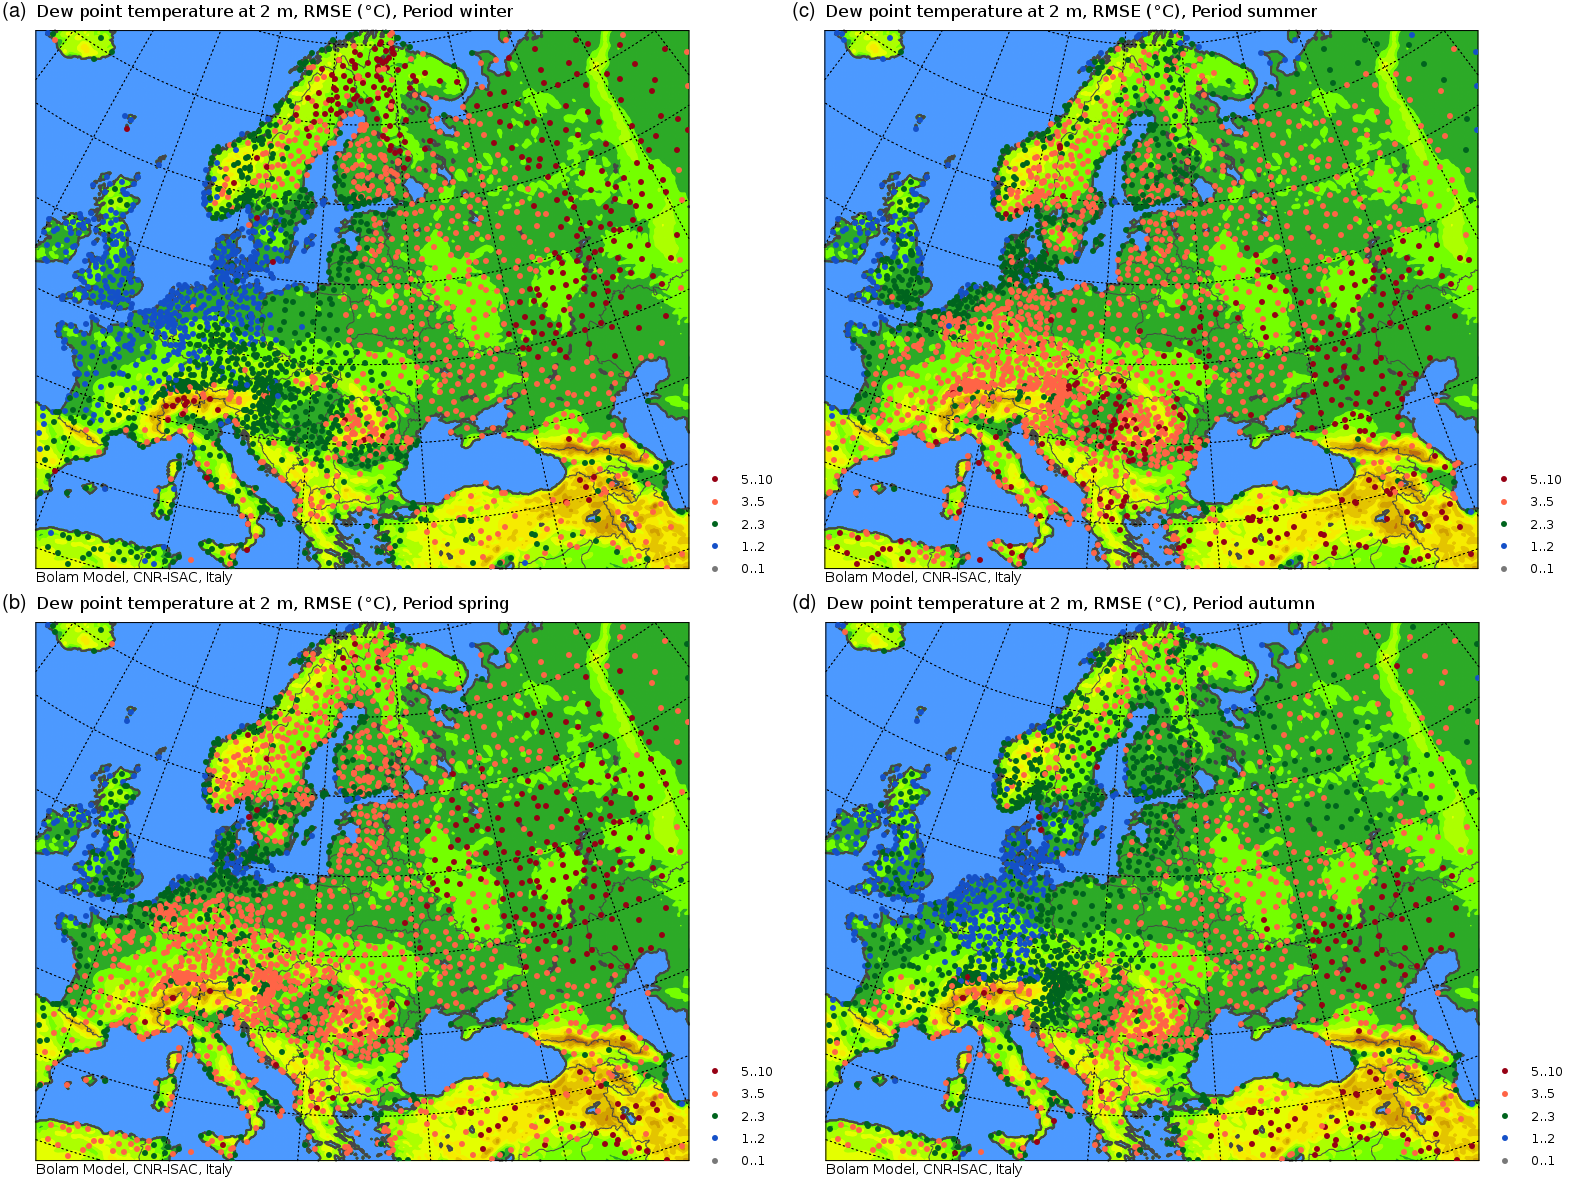 (a) Dew point temperature at 2 m, RMSE (°C), Period winter
5..10
3..5
2..3
1..2
0..1
Bolam Model, CNR-ISAC, Italy
(c) Dew point temperature at 2 m, RMSE (°C), Period summer
5..10
3..5
2..3
1..2
0..1
Bolam Model, CNR-ISAC, Italy
(b) Dew point temperature at 2 m, RMSE (°C), Period spring
5..10
3..5
2..3
1..2
0..1
Bolam Model, CNR-ISAC, Italy
(d) Dew point temperature at 2 m, RMSE (°C), Period autumn
5..10
3..5
2..3
1..2
0..1
Bolam Model, CNR-ISAC, Italy